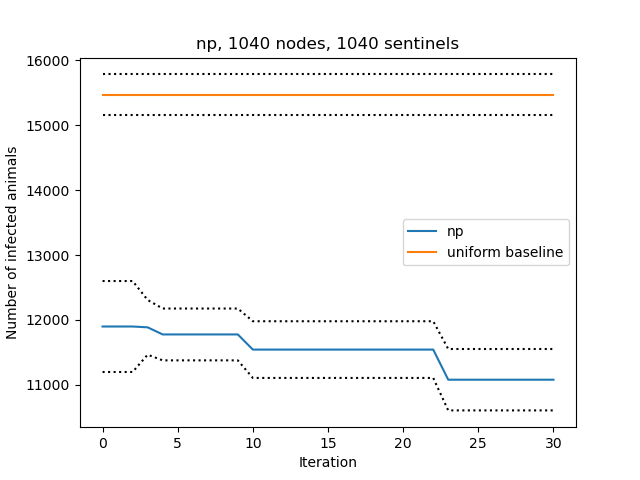 np, 1040 nodes, 1040 sentinels
16000
15000
14000
13000
12000
11000
Number of infected animals
np
uniform baseline
0 5 10 15 20 25 30
Iteration